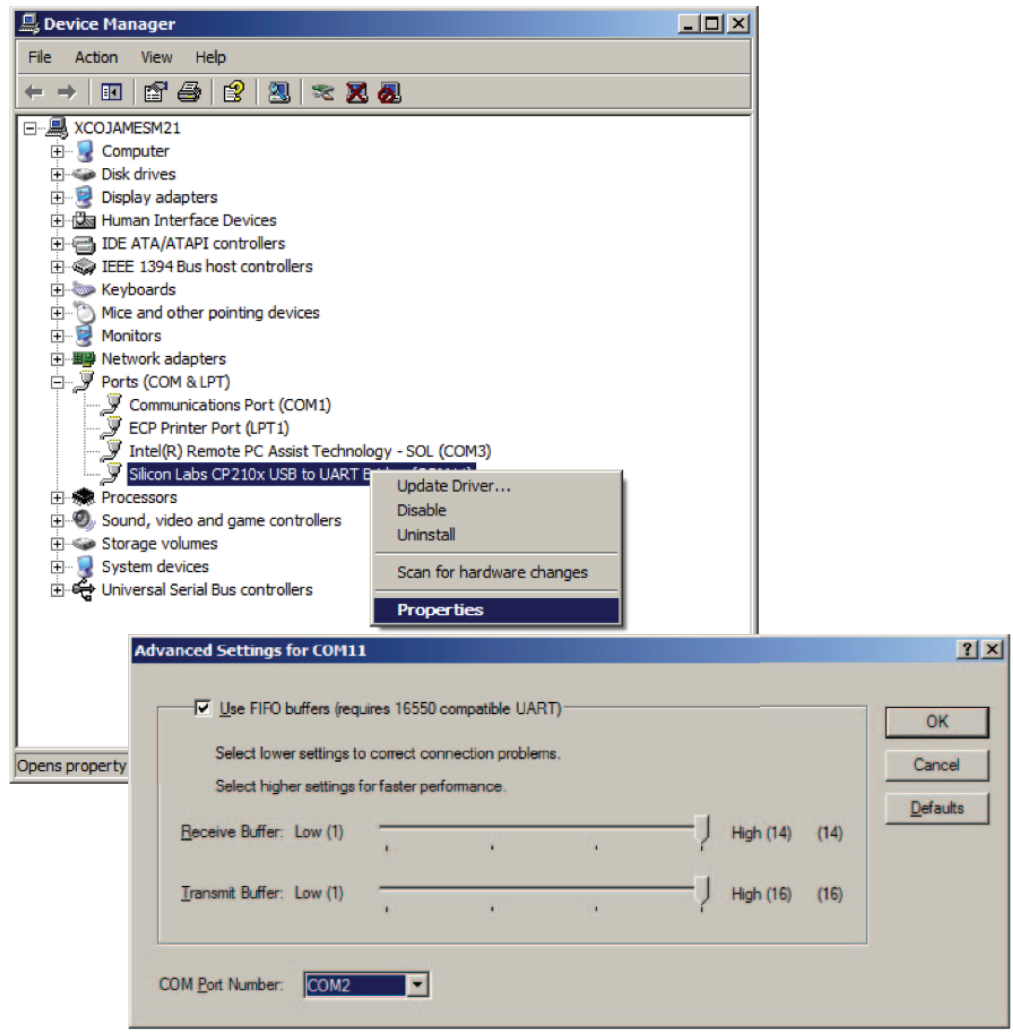 Device Manager
File Action View Help
XCOJAMESM21
Computer
Disk drives
Display adapters
Human Interface Devices
IDE ATA/ATAPI controllers
IEEE 1394 Bus host controllers
Keyboards
Mice and other pointing devices
Monitors
Network adapters
Ports (COM & LPT)
Communications Port (COM1)
ECP Printer Port (LPT1)
Intel(R) Remote PC Assist Technology - SOL (COM3)
Silicon Labs CP210x USB to UART
Processors
Sound, video and game controllers
Storage volumes
System devices
Universal Serial Bus controllers
Update Driver...
Disable
Uninstall
Scan for hardware changes
Properties
Opens property
Advanced Settings for COM11
Use FIFO buffers (requires 16550 compatible UART)
Select lower settings to correct connection problems.
Select higher settings for faster performance.
Receive Buffer: Low (1) High (14) (14)
Transmit Buffer: Low (1) High (16) (16)
COM Port Number: COM2
OK
Cancel
Defaults